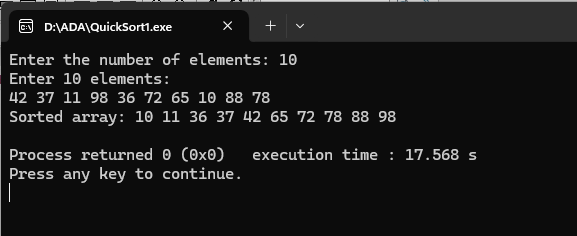 D:\ADA\QuickSort1.exe
Enter the number of elements: 10
Enter 10 elements:
42 37 11 98 36 72 65 10 88 78
Sorted array: 10 11 36 37 42 65 72 78 88 98
Process returned 0 (0x0)   execution time : 17.568 s
Press any key to continue.